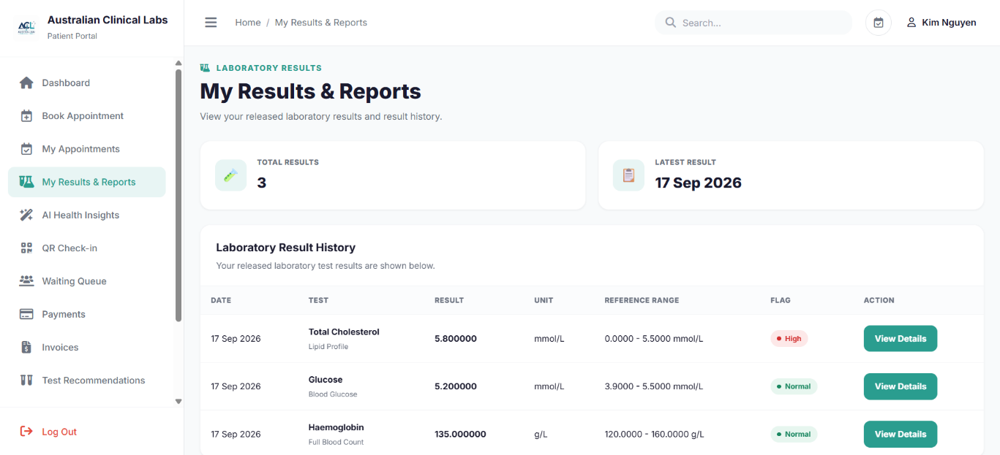 ACL
Australian Clinical Labs
Patient Portal
Dashboard
Book Appointment
My Appointments
My Results & Reports
AI Health Insights
QR Check-in
Waiting Queue
Payments
Invoices
Test Recommendations
Log Out
Home / My Results & Reports
Search...
Kim Nguyen
LABORATORY RESULTS
My Results & Reports
View your released laboratory results and result history.
TOTAL RESULTS
3
LATEST RESULT
17 Sep 2026
Laboratory Result History
Your released laboratory test results are shown below.
DATE TEST RESULT UNIT REFERENCE RANGE FLAG ACTION
17 Sep 2026 Total Cholesterol 5.800000 mmol/L 0.0000 - 5.5000 mmol/L High View Details
Lipid Profile
17 Sep 2026 Glucose 5.200000 mmol/L 3.9000 - 5.5000 mmol/L Normal View Details
Blood Glucose
17 Sep 2026 Haemoglobin 135.000000 g/L 120.0000 - 160.0000 g/L Normal View Details
Full Blood Count